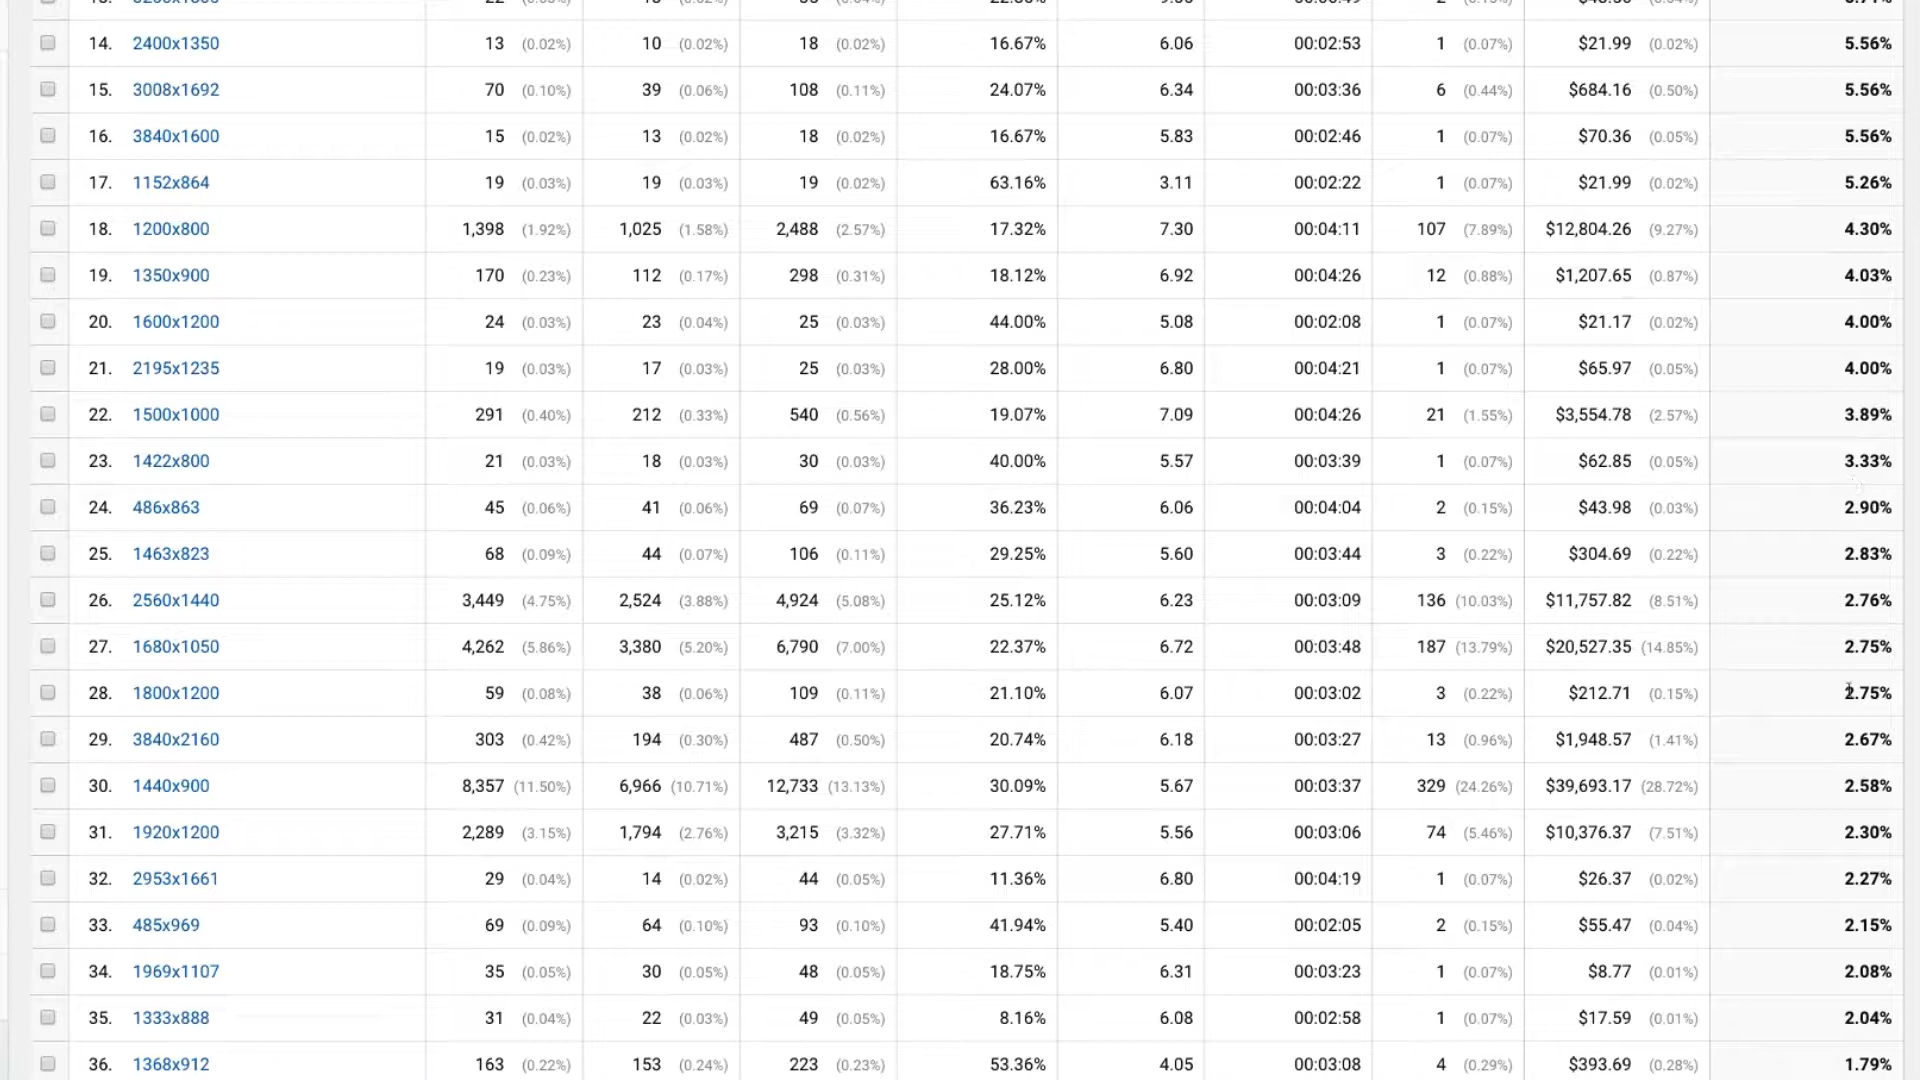 14. 2400x1350 13 (0.02%) 10 (0.02%) 18 (0.02%) 16.67% 6.06 00:02:53 1 (0.07%) $21.99 (0.02%) 5.56%
15. 3008x1692 70 (0.10%) 39 (0.06%) 108 (0.11%) 24.07% 6.34 00:03:36 6 (0.44%) $684.16 (0.50%) 5.56%
16. 3840x1600 15 (0.02%) 13 (0.02%) 18 (0.02%) 16.67% 5.83 00:02:46 1 (0.07%) $70.36 (0.05%) 5.56%
17. 1152x864 19 (0.03%) 19 (0.03%) 19 (0.02%) 63.16% 3.11 00:02:22 1 (0.07%) $21.99 (0.02%) 5.26%
18. 1200x800 1,398 (1.92%) 1,025 (1.58%) 2,488 (2.57%) 17.32% 7.30 00:04:11 107 (7.89%) $12,804.26 (9.27%) 4.30%
19. 1350x900 170 (0.23%) 112 (0.17%) 298 (0.31%) 18.12% 6.92 00:04:26 12 (0.88%) $1,207.65 (0.87%) 4.03%
20. 1600x1200 24 (0.03%) 23 (0.04%) 25 (0.03%) 44.00% 5.08 00:02:08 1 (0.07%) $21.17 (0.02%) 4.00%
21. 2195x1235 19 (0.03%) 17 (0.03%) 25 (0.03%) 28.00% 6.80 00:04:21 1 (0.07%) $65.97 (0.05%) 4.00%
22. 1500x1000 291 (0.40%) 212 (0.33%) 540 (0.56%) 19.07% 7.09 00:04:26 21 (1.55%) $3,554.78 (2.57%) 3.89%
23. 1422x800 21 (0.03%) 18 (0.03%) 30 (0.03%) 40.00% 5.57 00:03:39 1 (0.07%) $62.85 (0.05%) 3.33%
24. 486x863 45 (0.06%) 41 (0.06%) 69 (0.07%) 36.23% 6.06 00:04:04 2 (0.15%) $43.98 (0.03%) 2.90%
25. 1463x823 68 (0.09%) 44 (0.07%) 106 (0.11%) 29.25% 5.60 00:03:44 3 (0.22%) $304.69 (0.22%) 2.83%
26. 2560x1440 3,449 (4.75%) 2,524 (3.88%) 4,924 (5.08%) 25.12% 6.23 00:03:09 136 (10.03%) $11,757.82 (8.51%) 2.76%
27. 1680x1050 4,262 (5.86%) 3,380 (5.20%) 6,790 (7.00%) 22.37% 6.72 00:03:48 187 (13.79%) $20,527.35 (14.85%) 2.75%
28. 1800x1200 59 (0.08%) 38 (0.06%) 109 (0.11%) 21.10% 6.07 00:03:02 3 (0.22%) $212.71 (0.15%) 2.75%
29. 3840x2160 303 (0.42%) 194 (0.30%) 487 (0.50%) 20.74% 6.18 00:03:27 13 (0.96%) $1,948.57 (1.41%) 2.67%
30. 1440x900 8,357 (11.50%) 6,966 (10.71%) 12,733 (13.13%) 30.09% 5.67 00:03:37 329 (24.26%) $39,693.17 (28.72%) 2.58%
31. 1920x1200 2,289 (3.15%) 1,794 (2.76%) 3,215 (3.32%) 27.71% 5.56 00:03:06 74 (5.46%) $10,376.37 (7.51%) 2.30%
32. 2953x1661 29 (0.04%) 14 (0.02%) 44 (0.05%) 11.36% 6.80 00:04:19 1 (0.07%) $26.37 (0.02%) 2.27%
33. 485x969 69 (0.09%) 64 (0.10%) 93 (0.10%) 41.94% 5.40 00:02:05 2 (0.15%) $55.47 (0.04%) 2.15%
34. 1969x1107 35 (0.05%) 30 (0.05%) 48 (0.05%) 18.75% 6.31 00:03:23 1 (0.07%) $8.77 (0.01%) 2.08%
35. 1333x888 31 (0.04%) 22 (0.03%) 49 (0.05%) 8.16% 6.08 00:02:58 1 (0.07%) $17.59 (0.01%) 2.04%
36. 1368x912 163 (0.22%) 153 (0.24%) 223 (0.23%) 53.36% 4.05 00:03:08 4 (0.29%) $393.69 (0.28%) 1.79%